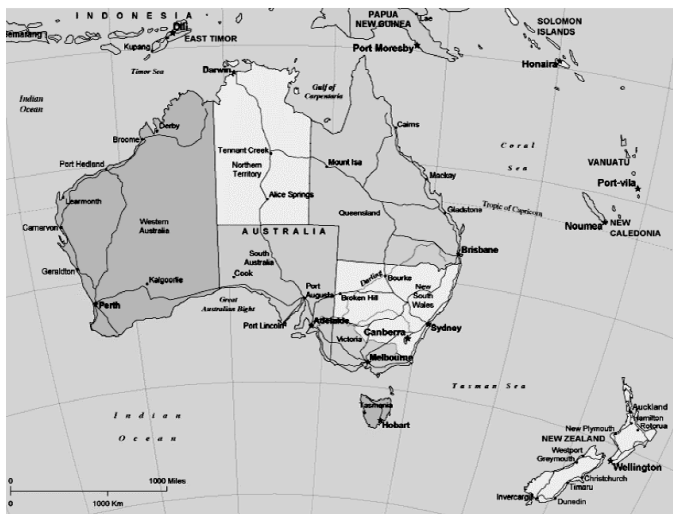 INDONESIA
Semarang
Dili
EAST TIMOR
Kupang
Timor Sea
PAPUA
NEW GUINEA
Lae
Port Moresby
SOLOMON
ISLANDS
Honaira
Indian
Ocean
Darwin
Gulf of
Carpentaria
Derby
Broome
Cairns
Coral
Sea
Tennant Creek
Port Hedland
Northern
Territory
Mount Isa
VANUATU
Port-vila
Mackay
Learmonth
Alice Springs
Tropic of Capricorn
Queensland
Gladstone
Carnarvon
Western
Australia
Noumea
NEW
CALEDONIA
AUSTRALIA
South
Australia
Brisbane
Geraldton
Kalgoorlie
Cook
Darling
Bourke
Port
Augusta
Broken Hill
New
South
Wales
Perth
Great
Australian Bight
Port Lincoln
Adelaide
Canberra
Sydney
Victoria
Melbourne
Tasman Sea
Tasmania
Hobart
Indian
Ocean
Auckland
Hamilton
Rotorua
New Plymouth
NEW ZEALAND
Westport
Greymouth
Wellington
Christchurch
Timaru
Invercargill
Dunedin
0 1000 Miles
0 1000 Km